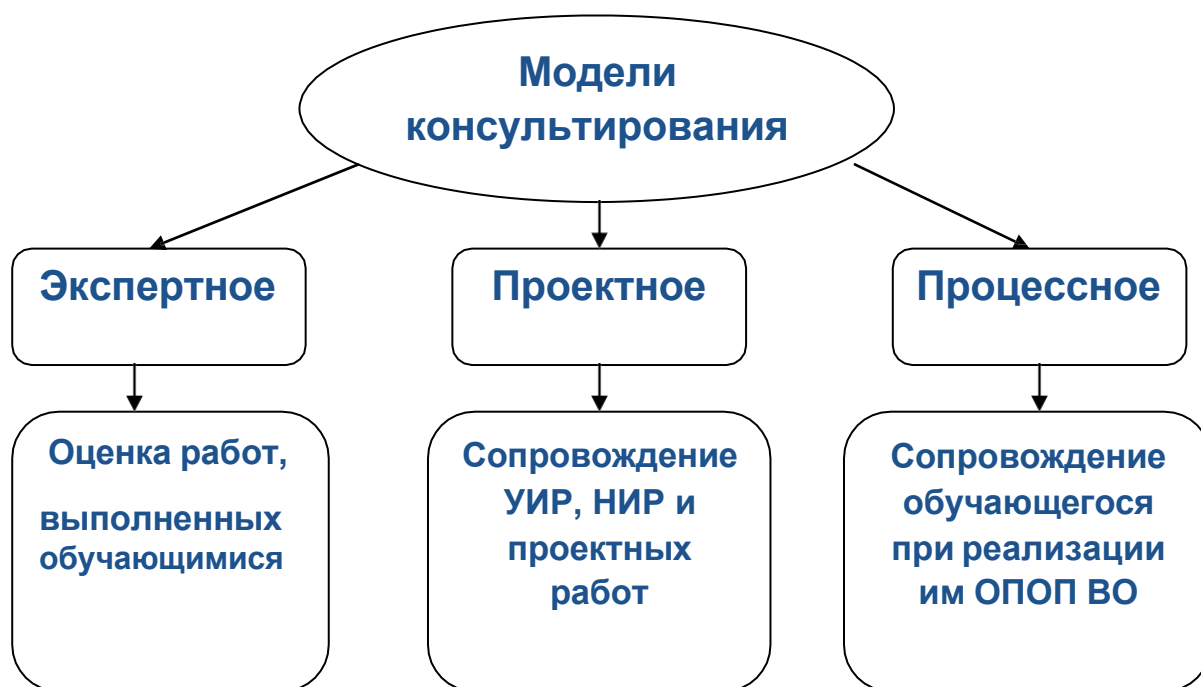 Модели
консультирования
Экспертное
Проектное
Процессное
Оценка работ,
выполненных
обучающимися
Сопровождение
УИР, НИР и
проектных
работ
Сопровождение
обучающегося
при реализации
им ОПОП ВО